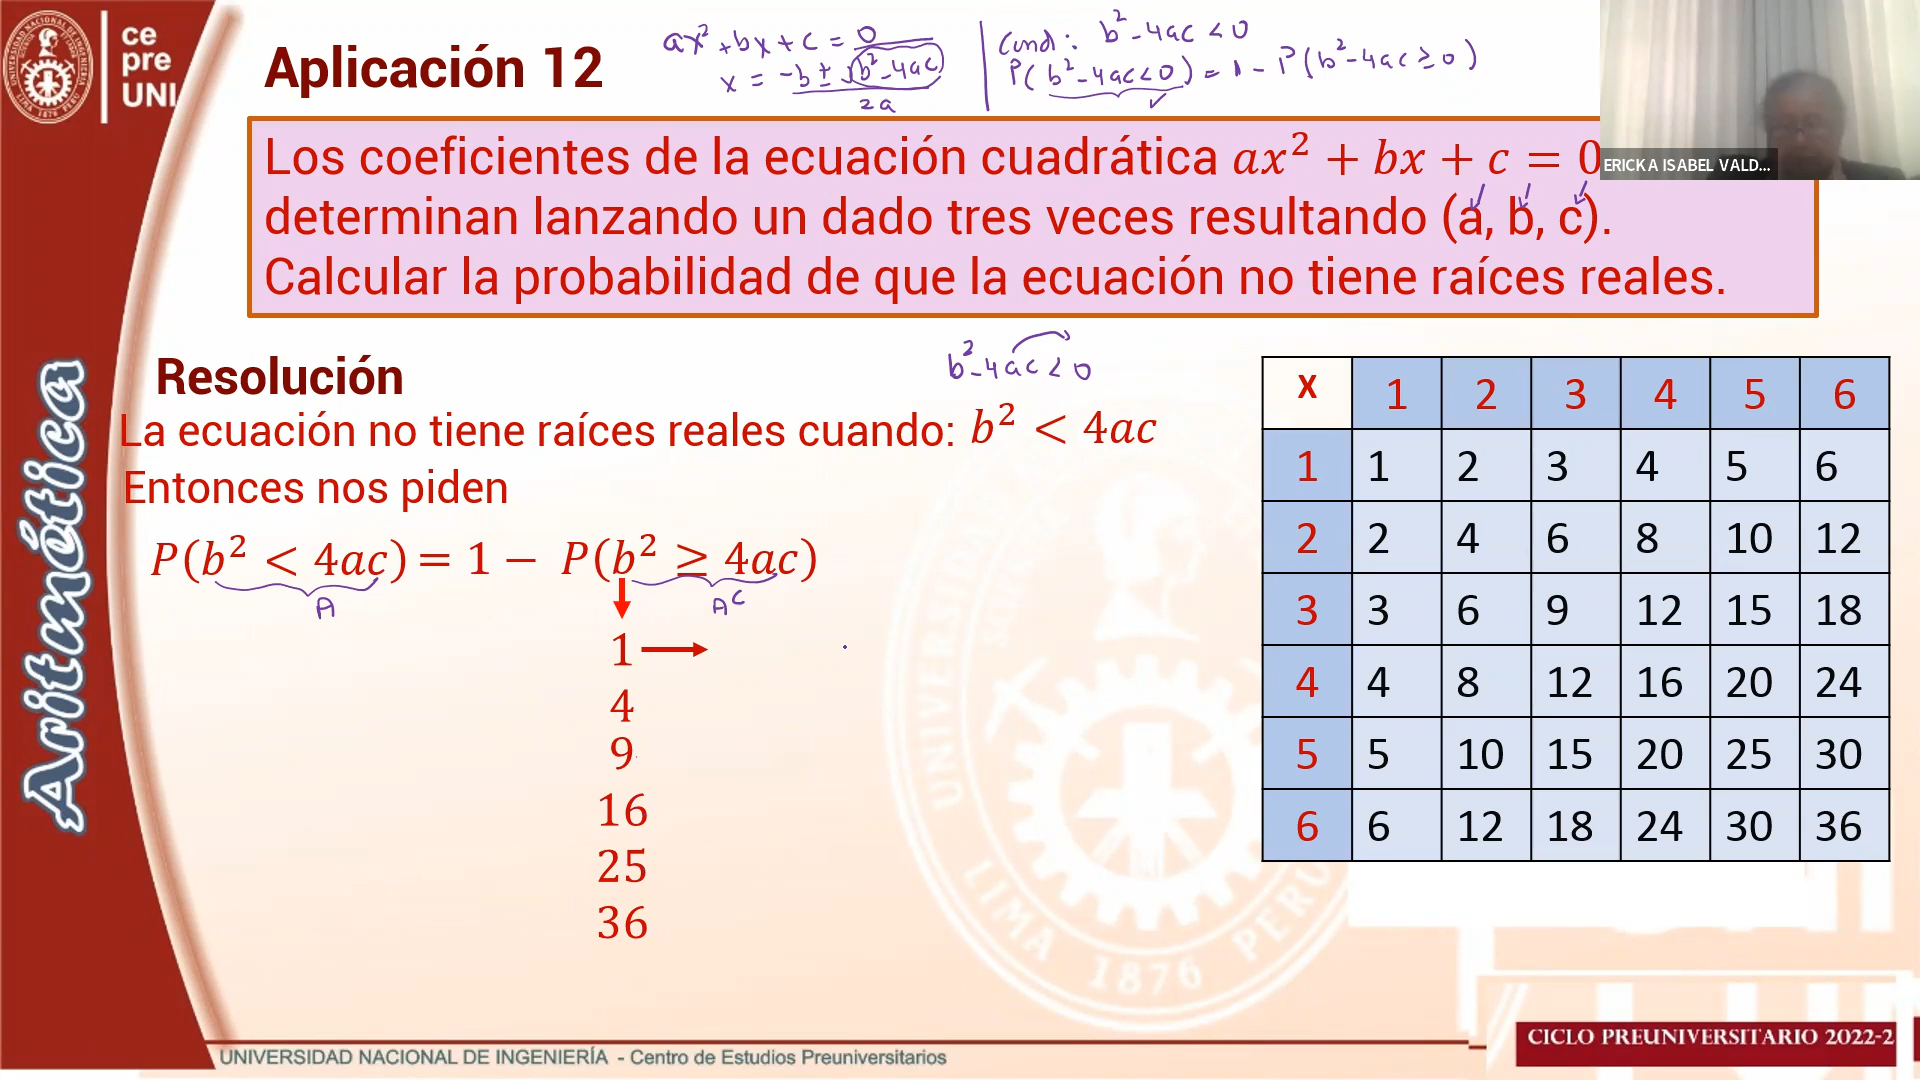 ce
pre
UNI
Aplicación 12
ax² + bx + c = 0
x = -b ± √b² - 4ac
2a
Cond: b² - 4ac < 0
P(b² - 4ac < 0) = 1 - P(b² - 4ac ≥ 0)
ERICKA ISABEL VALD...
Los coeficientes de la ecuación cuadrática ax² + bx + c = 0
determinan lanzando un dado tres veces resultando (a, b, c).
Calcular la probabilidad de que la ecuación no tiene raíces reales.
b² - 4ac < 0
Resolución
La ecuación no tiene raíces reales cuando: b² < 4ac
Entonces nos piden
P(b² < 4ac) = 1 − P(b² ≥ 4ac)
A
Aᶜ
1
4
9
16
25
36
X 1 2 3 4 5 6
1 1 2 3 4 5 6
2 2 4 6 8 10 12
3 3 6 9 12 15 18
4 4 8 12 16 20 24
5 5 10 15 20 25 30
6 6 12 18 24 30 36
Aritmética
LIMA 1876 PERU
UNIVERSIDAD NACIONAL DE INGENIERÍA - Centro de Estudios Preuniversitarios
CICLO PREUNIVERSITARIO 2022-2